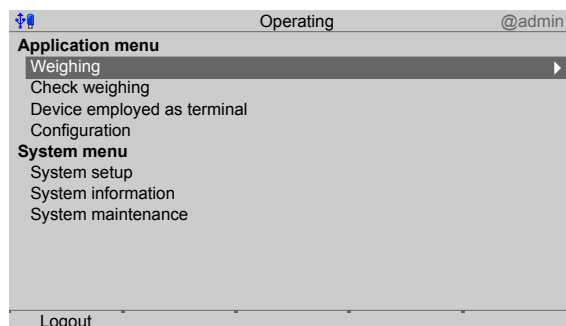 Operating @admin
Application menu
Weighing
Check weighing
Device employed as terminal
Configuration
System menu
System setup
System information
System maintenance
Logout